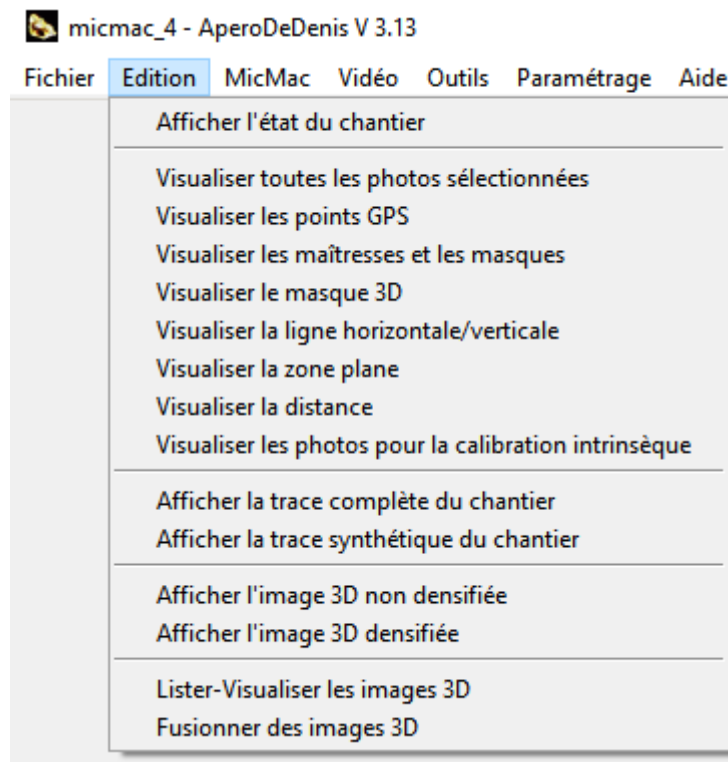 micmac_4 - AperoDeDenis V 3.13
Fichier Edition MicMac Vidéo Outils Paramétrage Aide
Afficher l'état du chantier
Visualiser toutes les photos sélectionnées
Visualiser les points GPS
Visualiser les maîtresses et les masques
Visualiser le masque 3D
Visualiser la ligne horizontale/verticale
Visualiser la zone plane
Visualiser la distance
Visualiser les photos pour la calibration intrinsèque
Afficher la trace complète du chantier
Afficher la trace synthétique du chantier
Afficher l'image 3D non densifiée
Afficher l'image 3D densifiée
Lister-Visualiser les images 3D
Fusionner des images 3D